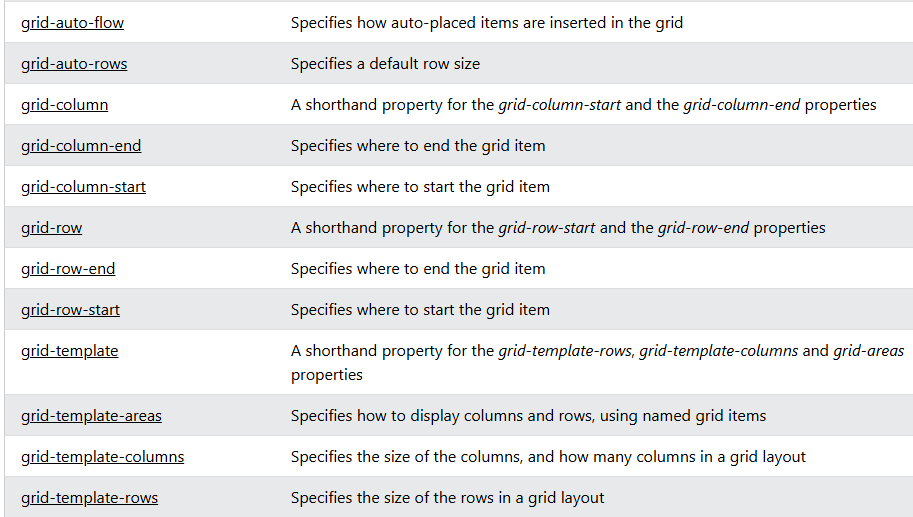 grid-auto-flow Specifies how auto-placed items are inserted in the grid
grid-auto-rows Specifies a default row size
grid-column A shorthand property for the grid-column-start and the grid-column-end properties
grid-column-end Specifies where to end the grid item
grid-column-start Specifies where to start the grid item
grid-row A shorthand property for the grid-row-start and the grid-row-end properties
grid-row-end Specifies where to end the grid item
grid-row-start Specifies where to start the grid item
grid-template A shorthand property for the grid-template-rows, grid-template-columns and grid-areas
properties
grid-template-areas Specifies how to display columns and rows, using named grid items
grid-template-columns Specifies the size of the columns, and how many columns in a grid layout
grid-template-rows Specifies the size of the rows in a grid layout